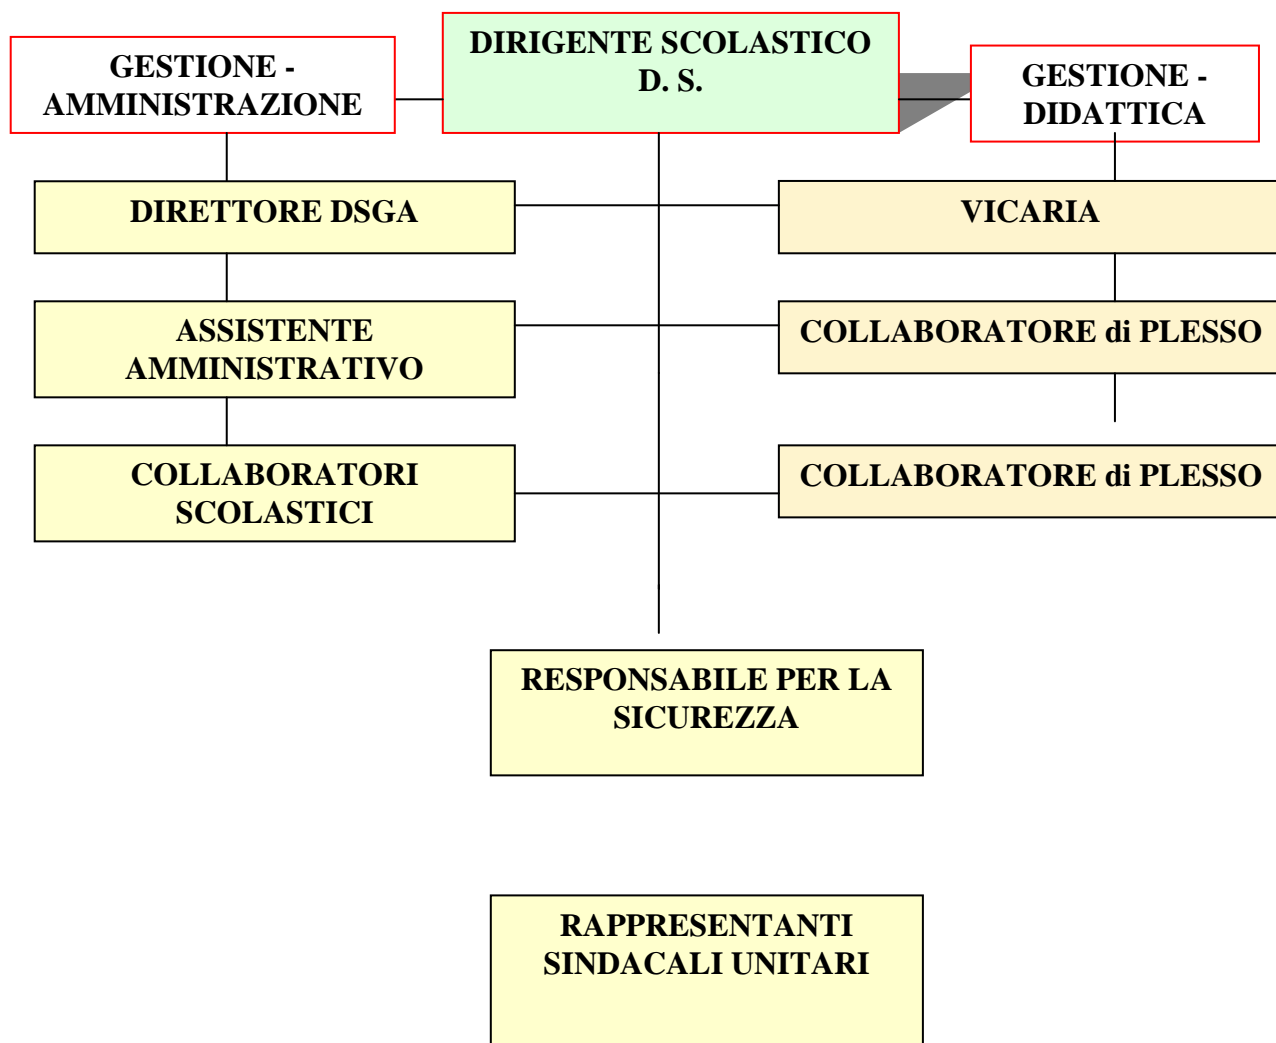 DIRIGENTE SCOLASTICO
D. S.
GESTIONE -
AMMINISTRAZIONE
GESTIONE -
DIDATTICA
DIRETTORE DSGA
VICARIA
ASSISTENTE
AMMINISTRATIVO
COLLABORATORE di PLESSO
COLLABORATORI
SCOLASTICI
COLLABORATORE di PLESSO
RESPONSABILE PER LA
SICUREZZA
RAPPRESENTANTI
SINDACALI UNITARI